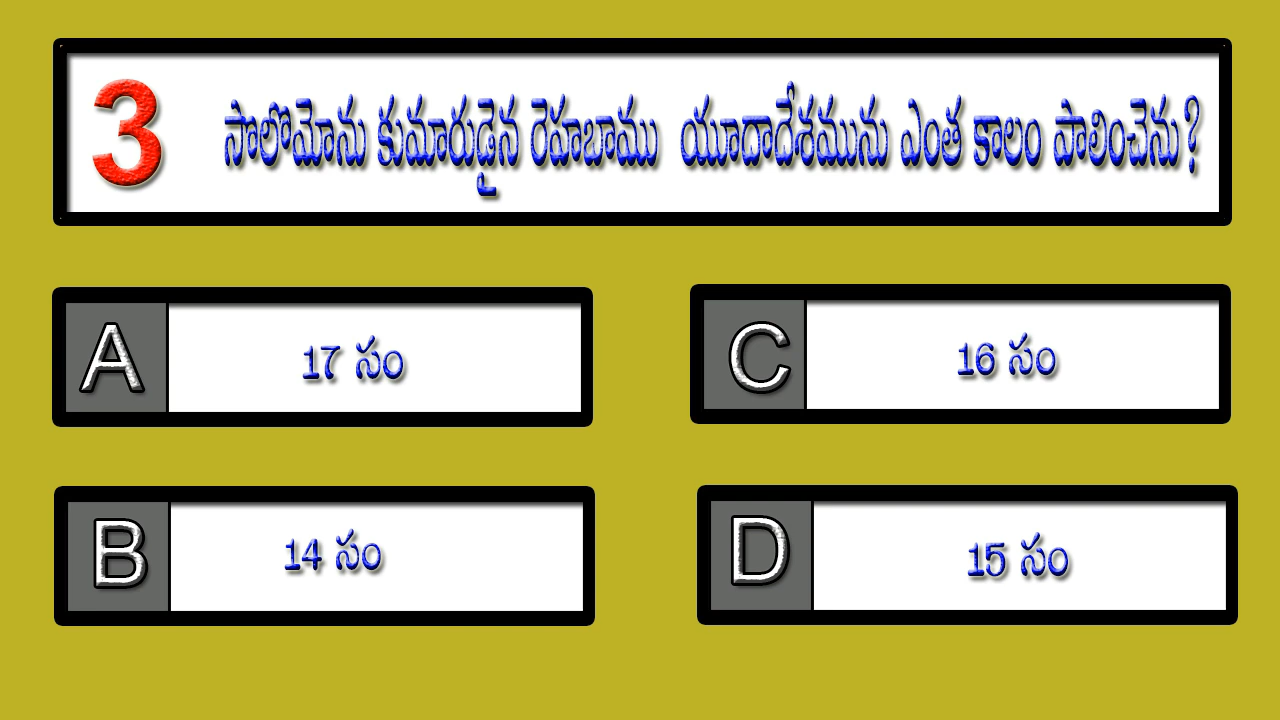 3 సొలొమోను కుమారుడైన రెహబాము యూదాదేశమును ఎంత కాలం పాలించెను?
A 17 సం
C 16 సం
B 14 సం
D 15 సం